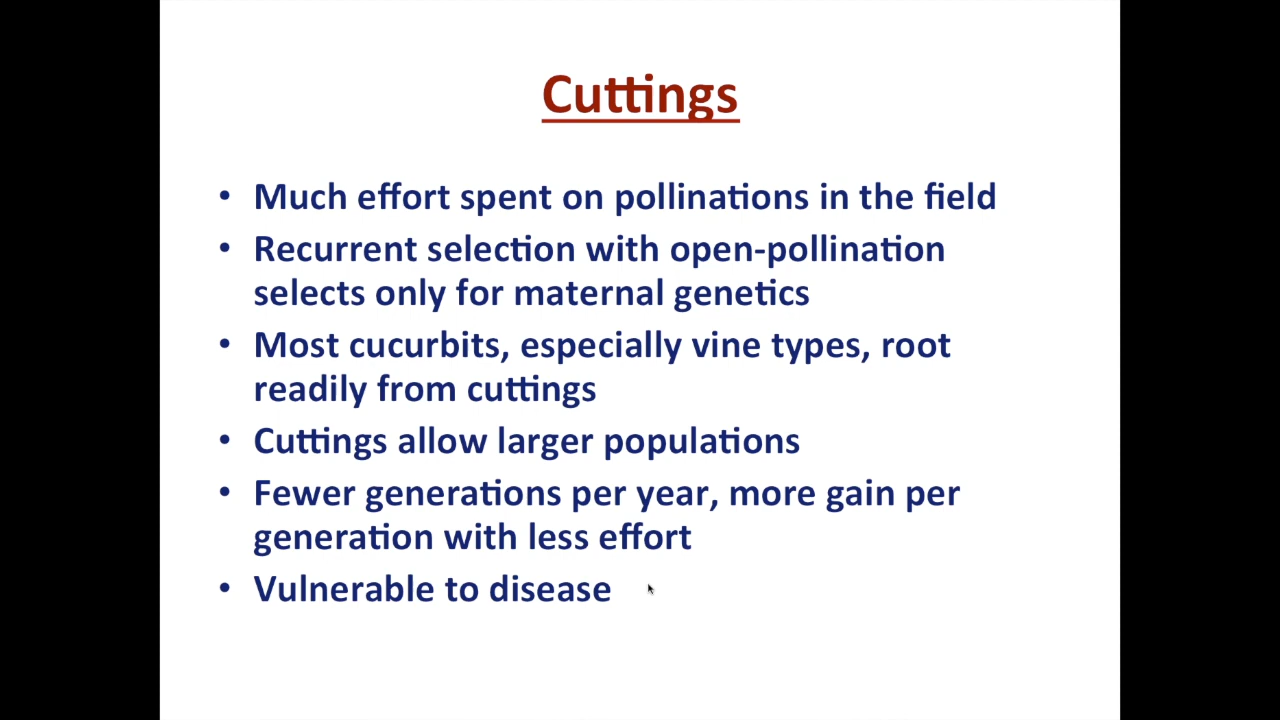 Cuttings
• Much effort spent on pollinations in the field
• Recurrent selection with open-pollination
selects only for maternal genetics
• Most cucurbits, especially vine types, root
readily from cuttings
• Cuttings allow larger populations
• Fewer generations per year, more gain per
generation with less effort
• Vulnerable to disease